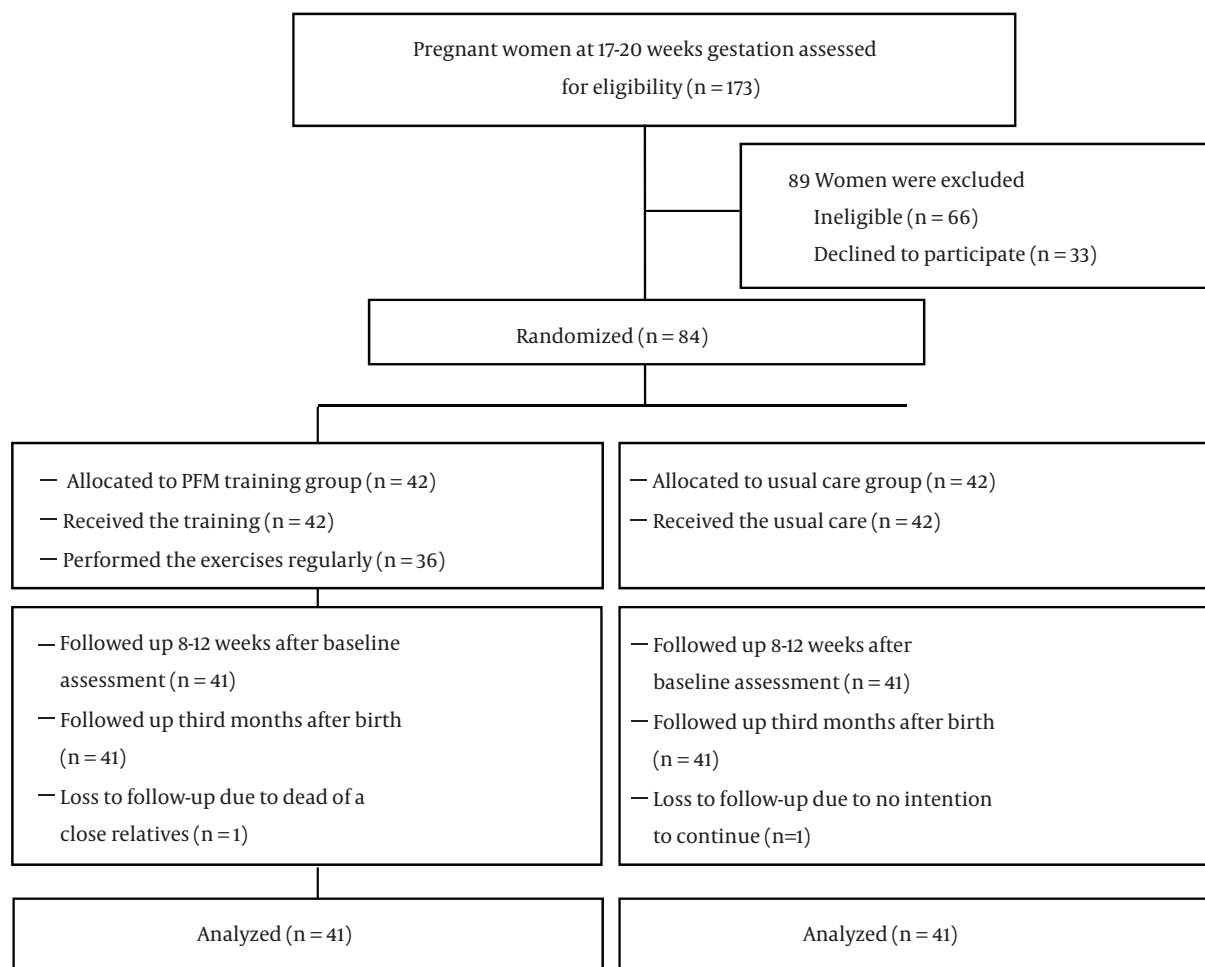 Pregnant women at 17-20 weeks gestation assessed
for eligibility (n = 173)
89 Women were excluded
Ineligible (n = 66)
Declined to participate (n = 33)
Randomized (n = 84)
— Allocated to PFM training group (n = 42)
— Received the training (n = 42)
— Performed the exercises regularly (n = 36)
— Allocated to usual care group (n = 42)
— Received the usual care (n = 42)
— Followed up 8-12 weeks after baseline
assessment (n = 41)
— Followed up third months after birth
(n = 41)
— Loss to follow-up due to dead of a
close relatives (n = 1)
— Followed up 8-12 weeks after
baseline assessment (n = 41)
— Followed up third months after birth
(n = 41)
— Loss to follow-up due to no intention
to continue (n=1)
Analyzed (n = 41)
Analyzed (n = 41)